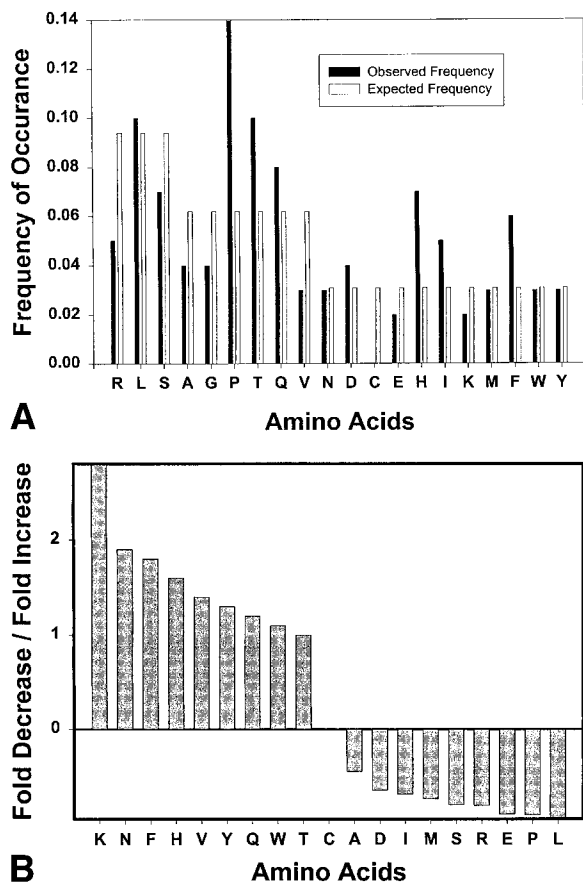 0.14
0.12
0.10
0.08
0.06
0.04
0.02
0.00
Frequency of Occurance
Observed Frequency
Expected Frequency
R L S A G P T Q V N D C E H I K M F W Y
A
Amino Acids
Fold Decrease / Fold Increase
2
1
0
K N F H V Y Q W T C A D I M S R E P L
B
Amino Acids